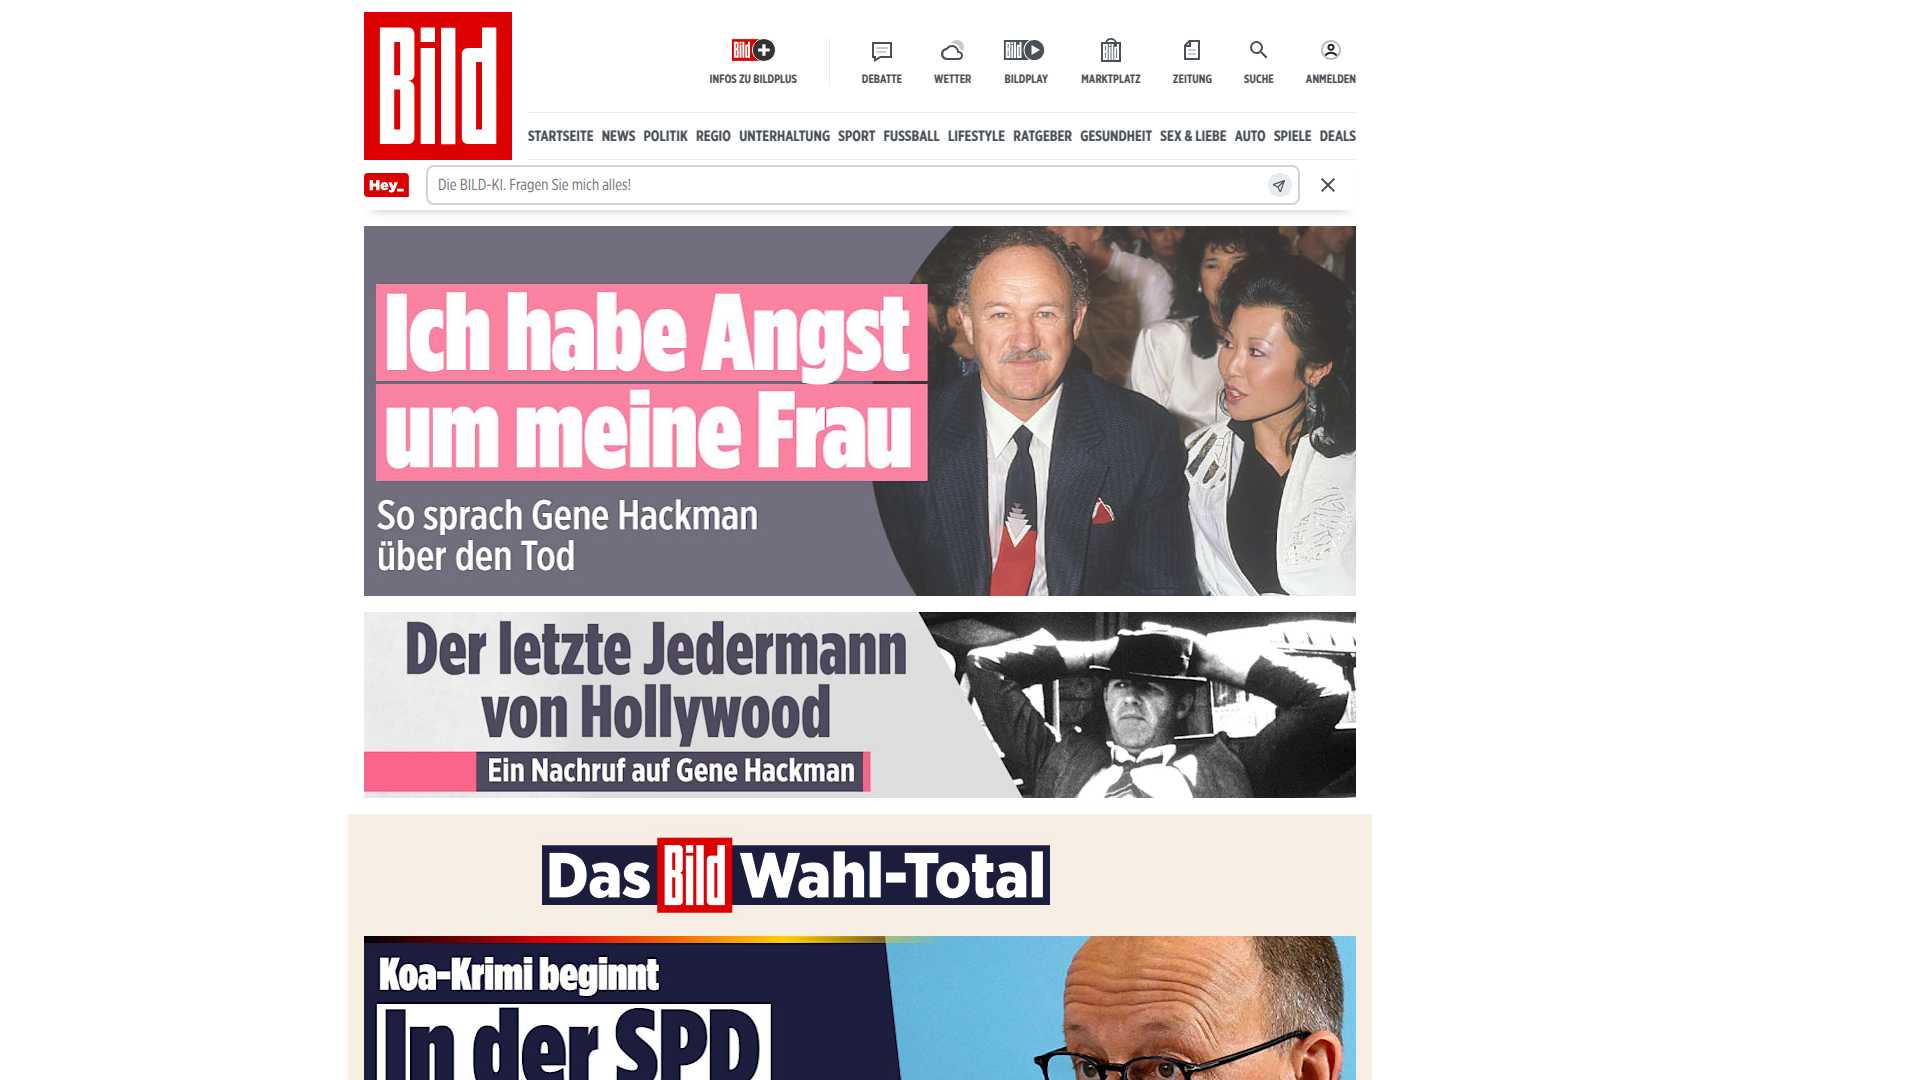 Bild
Bild
Bild
Bild
INFOS ZU BILDPLUS
DEBATTE
WETTER
BILDPLAY
MARKTPLATZ
ZEITUNG
SUCHE
ANMELDEN
STARTSEITE NEWS POLITIK REGIO UNTERHALTUNG SPORT FUSSBALL LIFESTYLE RATGEBER GESUNDHEIT SEX & LIEBE AUTO SPIELE DEALS
Hey_
Die BILD-KI. Fragen Sie mich alles!
Ich habe Angst
um meine Frau
So sprach Gene Hackman
über den Tod
Der letzte Jedermann
von Hollywood
Ein Nachruf auf Gene Hackman
Das Bild Wahl-Total
Koa-Krimi beginnt
In der SPD